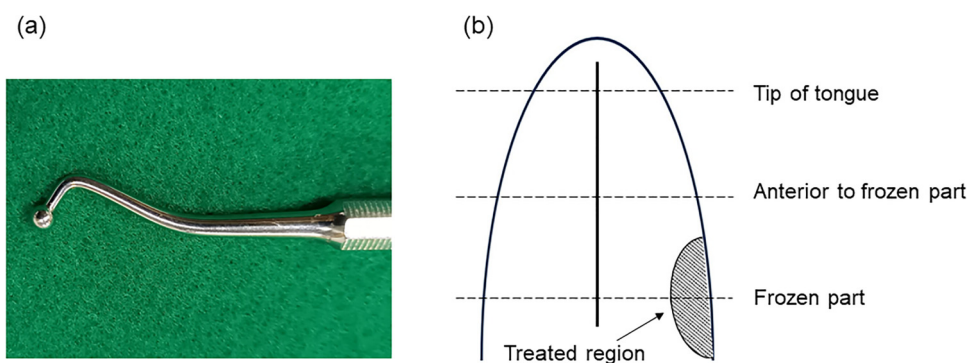 (a)
(b)
Tip of tongue
Anterior to frozen part
Frozen part
Treated region